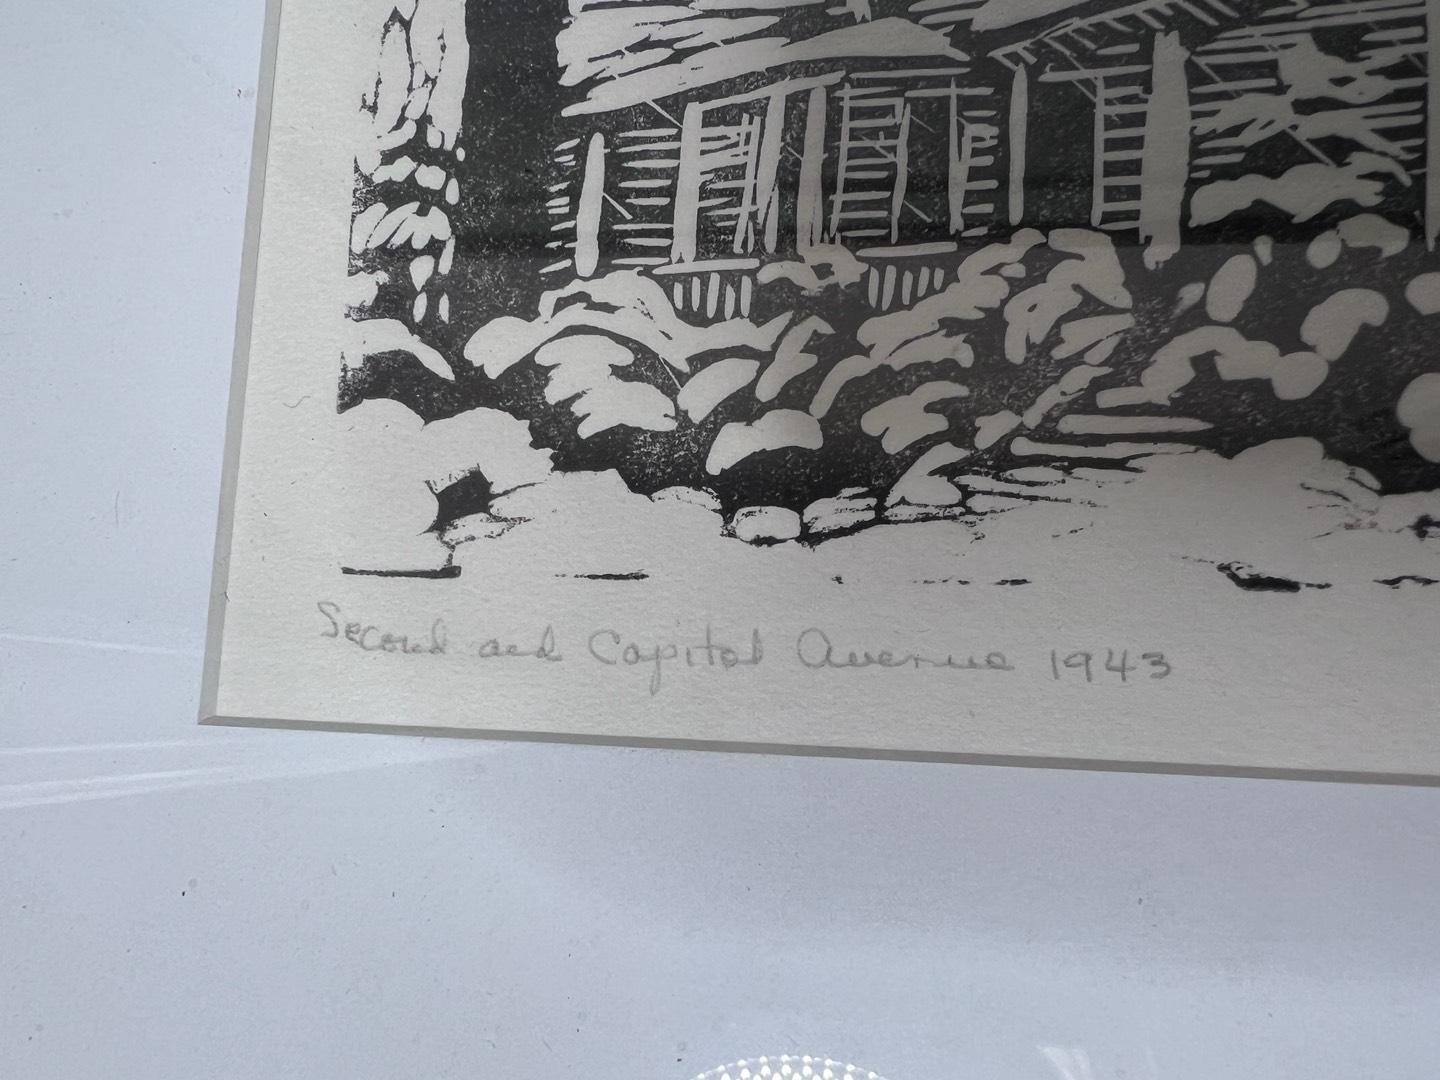 Second and Capitol Avenue 1943